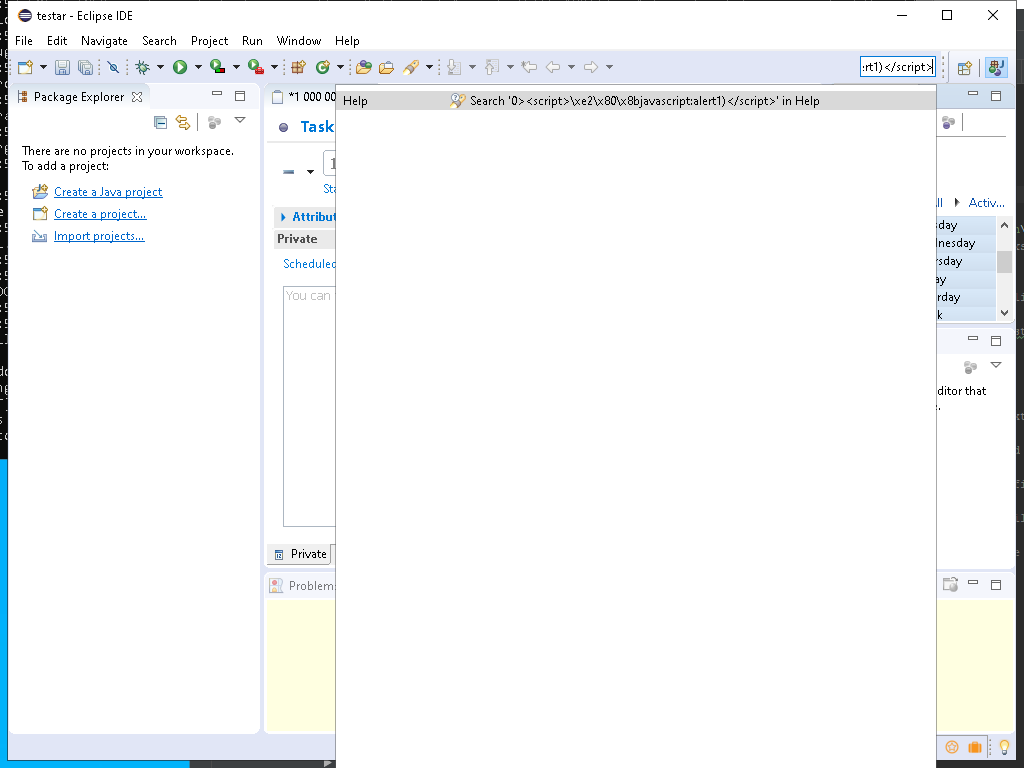 testar - Eclipse IDE
File Edit Navigate Search Project Run Window Help
:rt1)</script>
Package Explorer
*1 000 00
Help Search '0><script>\xe2\x80\x8bjavascript:alert1)</script>' in Help
Task
There are no projects in your workspace.
To add a project:
Create a Java project
Create a project...
Import projects...
1
Sta
Attribut
Private
Scheduled
You can
ll Activ...
sday
dnesday
rsday
ay
urday
k
ditor that
e.
Private
Problem